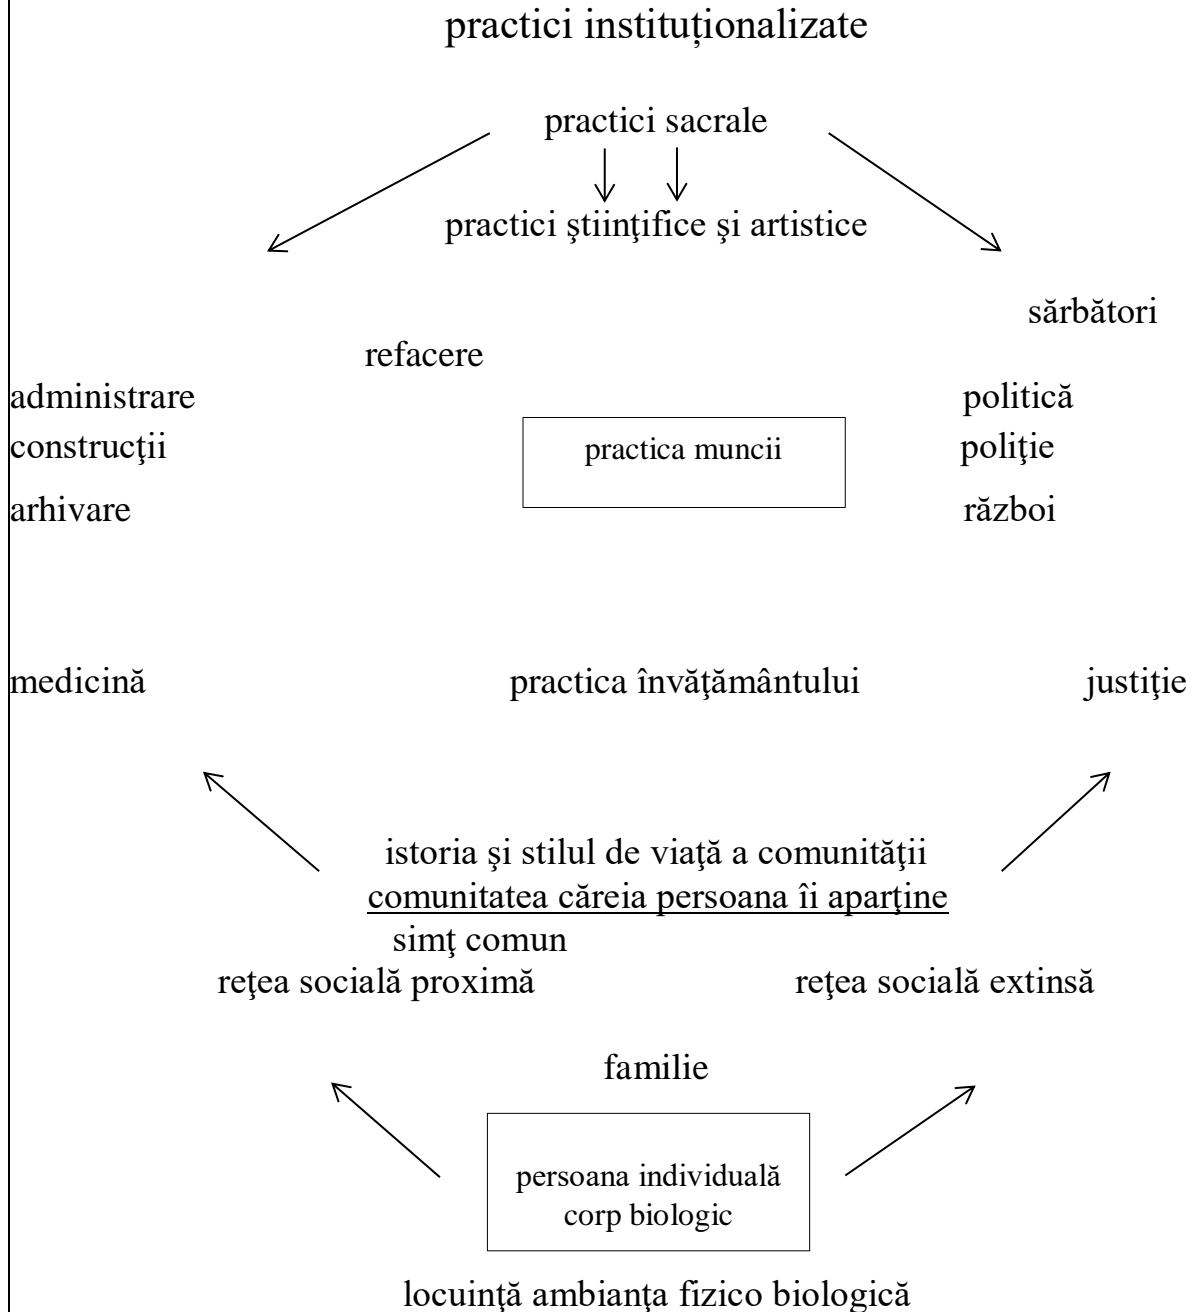 practici instituționalizate
practici sacrale
practici ştiinţifice şi artistice
sărbători
refacere
administrare politică
construcţii practica muncii poliţie
arhivare război
medicină practica învăţământului justiţie
istoria şi stilul de viaţă a comunităţii
comunitatea căreia persoana îi aparţine
simţ comun
reţea socială proximă reţea socială extinsă
familie
persoana individuală
corp biologic
locuinţă ambianţa fizico biologică